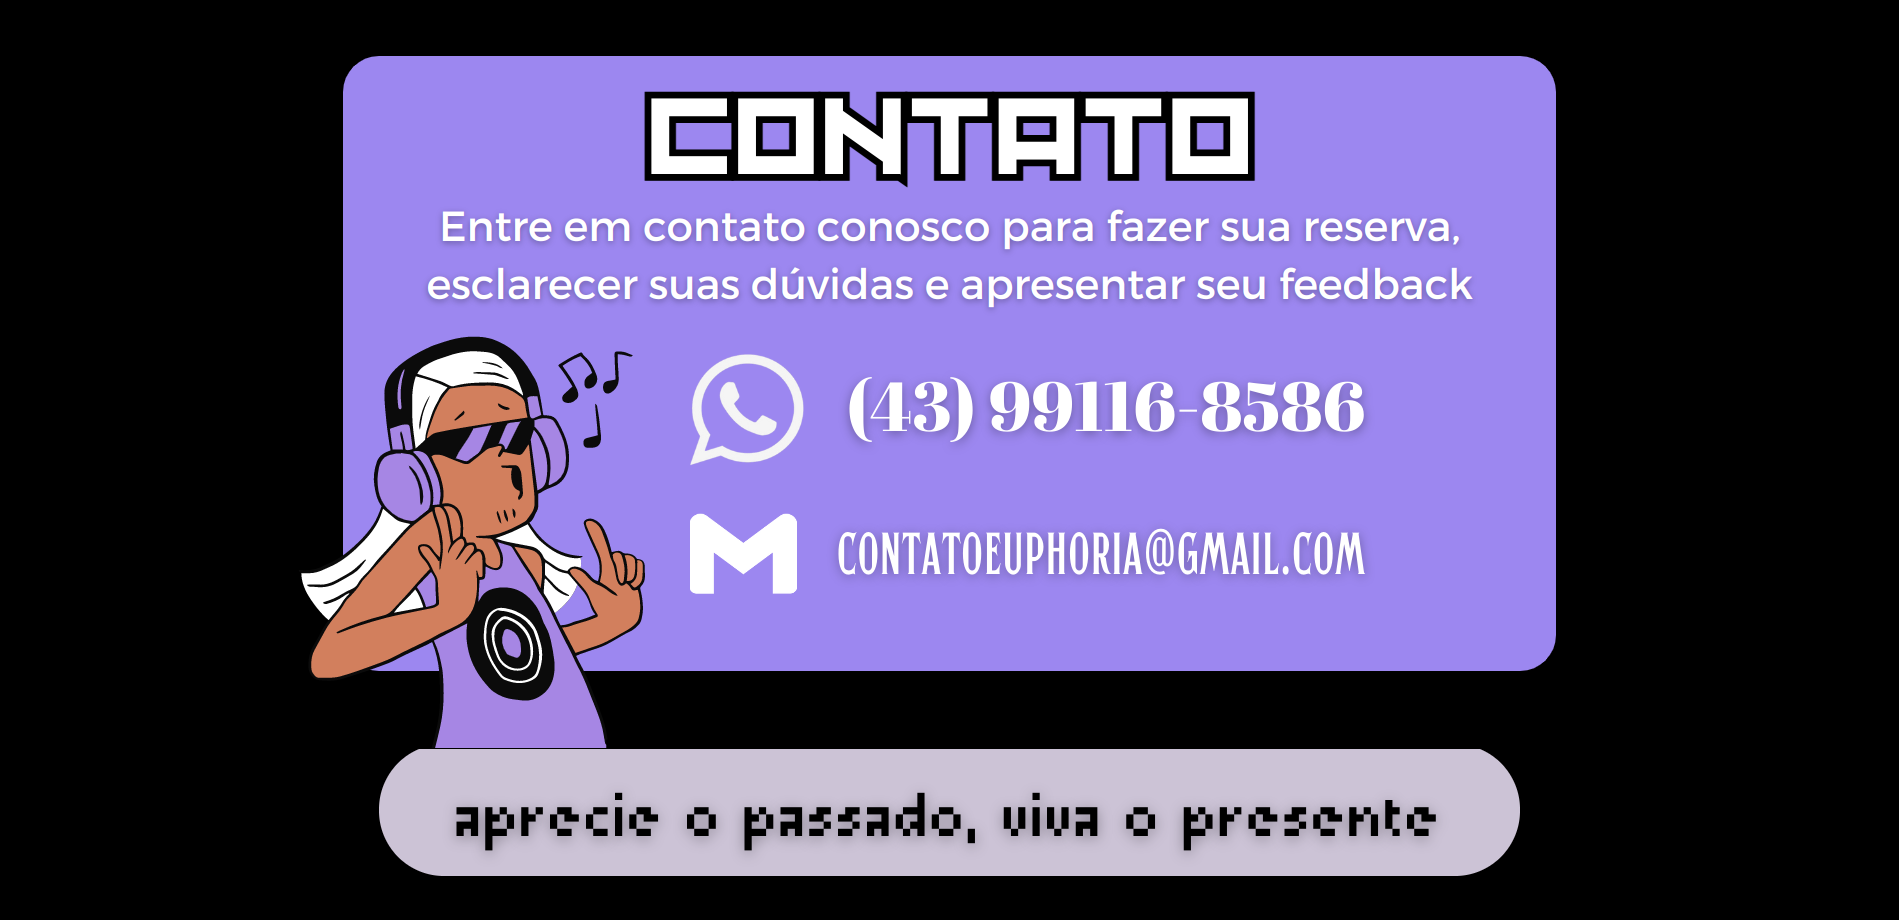 CONTATO
Entre em contato conosco para fazer sua reserva,
esclarecer suas dúvidas e apresentar seu feedback
(43) 99116-8586
CONTATOEUPHORIA@GMAIL.COM
aprecie o passado, viva o presente